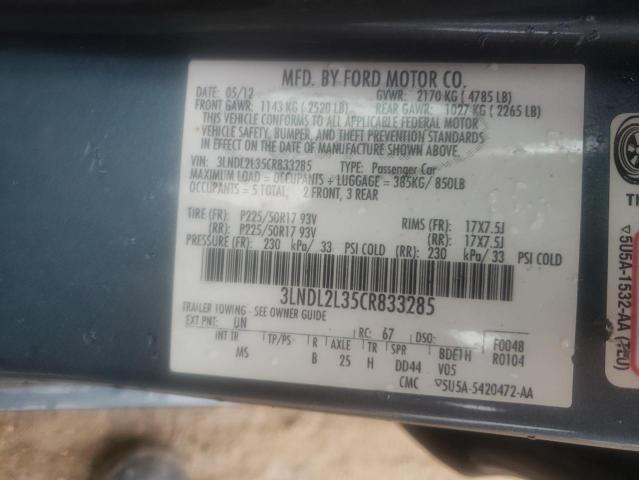 MFD. BY FORD MOTOR CO.
DATE: 05/12 GVWR: 2170 KG ( 4785 LB)
FRONT GAWR: 1143 KG ( 2520 LB) REAR GAWR: 1027 KG ( 2265 LB)
THIS VEHICLE CONFORMS TO ALL APPLICABLE FEDERAL MOTOR
VEHICLE SAFETY, BUMPER, AND THEFT PREVENTION STANDARDS
IN EFFECT ON THE DATE OF MANUFACTURE SHOWN ABOVE.
VIN: 3LNDL2L35CR833285 TYPE: Passenger Car
MAXIMUM LOAD = OCCUPANTS + LUGGAGE = 385KG/ 850LB
OCCUPANTS = 5 TOTAL: 2 FRONT, 3 REAR
TIRE (FR): P225/50R17 93V RIMS (FR): 17X7.5J
(RR): P225/50R17 93V (RR): 17X7.5J
PRESSURE (FR): 230 kPa/ 33 PSI COLD (RR): 230 kPa/ 33 PSI COLD
3LNDL2L35CR833285
TRAILER TOWING - SEE OWNER GUIDE
EXT PNT: UN RC: 67 DSO: F0048
INT TR TP/PS R AXLE TR SPR BDE1H R0104
MS B 25 H DD44 V05
CMC ▽5U5A-5420472-AA
TH
▽5U5A-1532-AA (